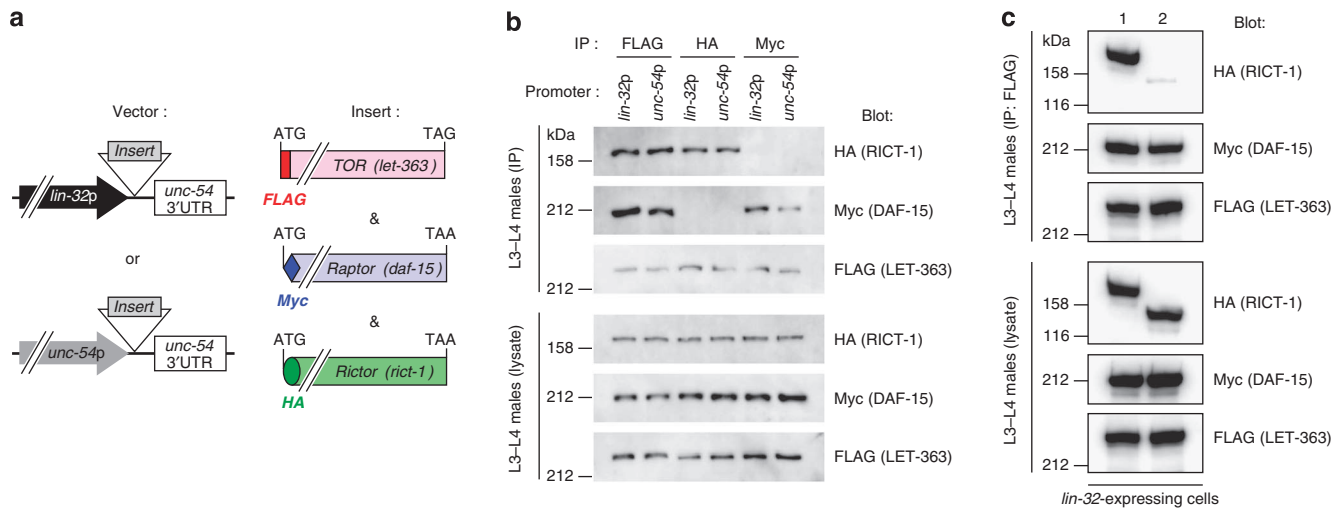 a
Vector :
Insert
lin-32p
unc-54
3'UTR
or
Insert
unc-54p
unc-54
3'UTR
Insert :
ATG TAG
TOR (let-363)
FLAG
&
ATG TAA
Raptor (daf-15)
Myc
&
ATG TAA
Rictor (rict-1)
HA
b
IP : FLAG HA Myc
Promoter : lin-32p unc-54p lin-32p unc-54p lin-32p unc-54p
Blot:
kDa
L3–L4 males (IP)
158 HA (RICT-1)
212 Myc (DAF-15)
FLAG (LET-363)
212
L3–L4 males (lysate)
HA (RICT-1)
158
212 Myc (DAF-15)
FLAG (LET-363)
212
c
1 2 Blot:
kDa
L3–L4 males (IP: FLAG)
HA (RICT-1)
158
116
212 Myc (DAF-15)
FLAG (LET-363)
212
L3–L4 males (lysate)
HA (RICT-1)
158
116
212 Myc (DAF-15)
FLAG (LET-363)
212
lin-32-expressing cells